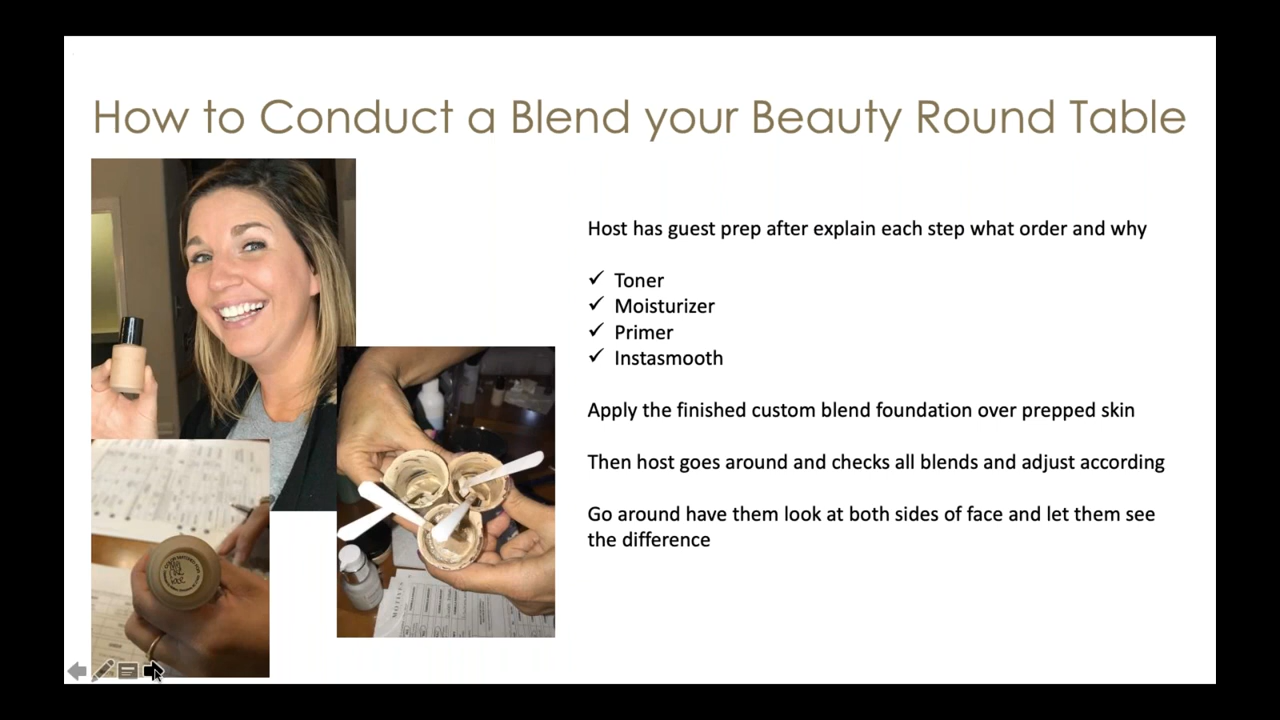 How to Conduct a Blend your Beauty Round Table
Host has guest prep after explain each step what order and why
✓ Toner
✓ Moisturizer
✓ Primer
✓ Instasmooth
Apply the finished custom blend foundation over prepped skin
Then host goes around and checks all blends and adjust according
Go around have them look at both sides of face and let them see
the difference
MOTIVES